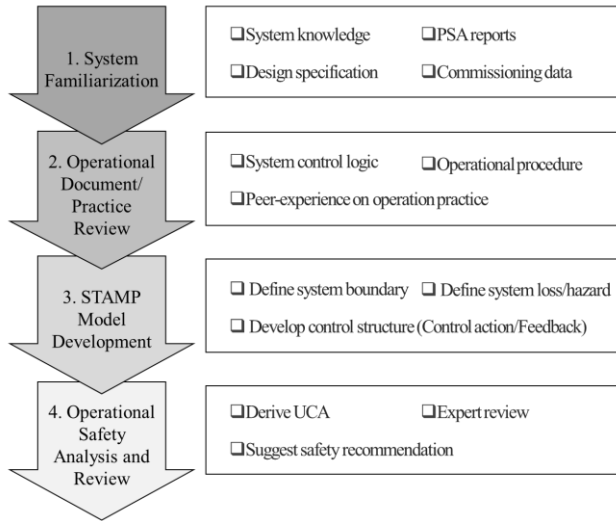 1. System
Familiarization
❑System knowledge ❑PSA reports
❑Design specification ❑Commissioning data
2. Operational
Document/
Practice
Review
❑System control logic ❑Operational procedure
❑Peer-experience on operation practice
3. STAMP
Model
Development
❑ Define system boundary ❑ Define system loss/hazard
❑ Develop control structure (Control action/Feedback)
4. Operational
Safety
Analysis and
Review
❑Derive UCA ❑Expert review
❑Suggest safety recommendation